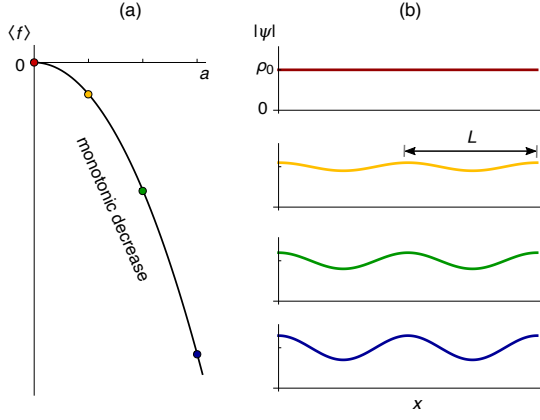 (a)
⟨f⟩
0
a
monotonic decrease
(b)
|ψ|
ρ0
0
L
x